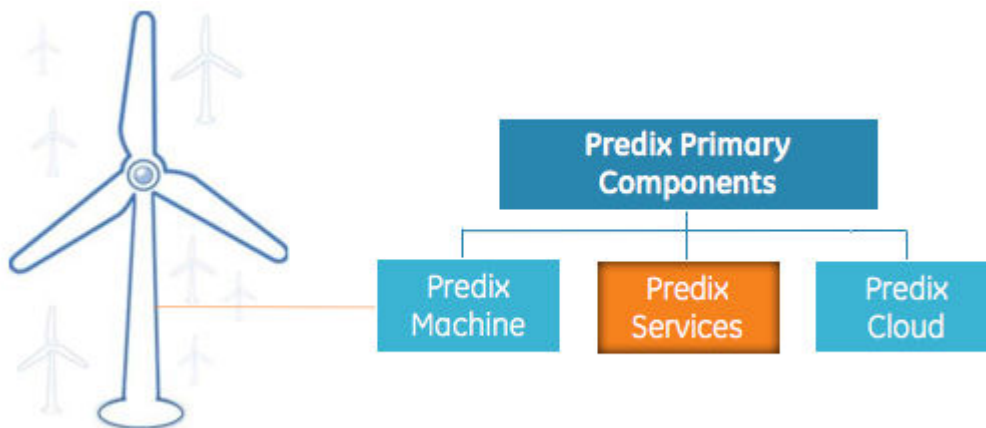 Predix Primary
Components
Predix
Machine
Predix
Services
Predix
Cloud